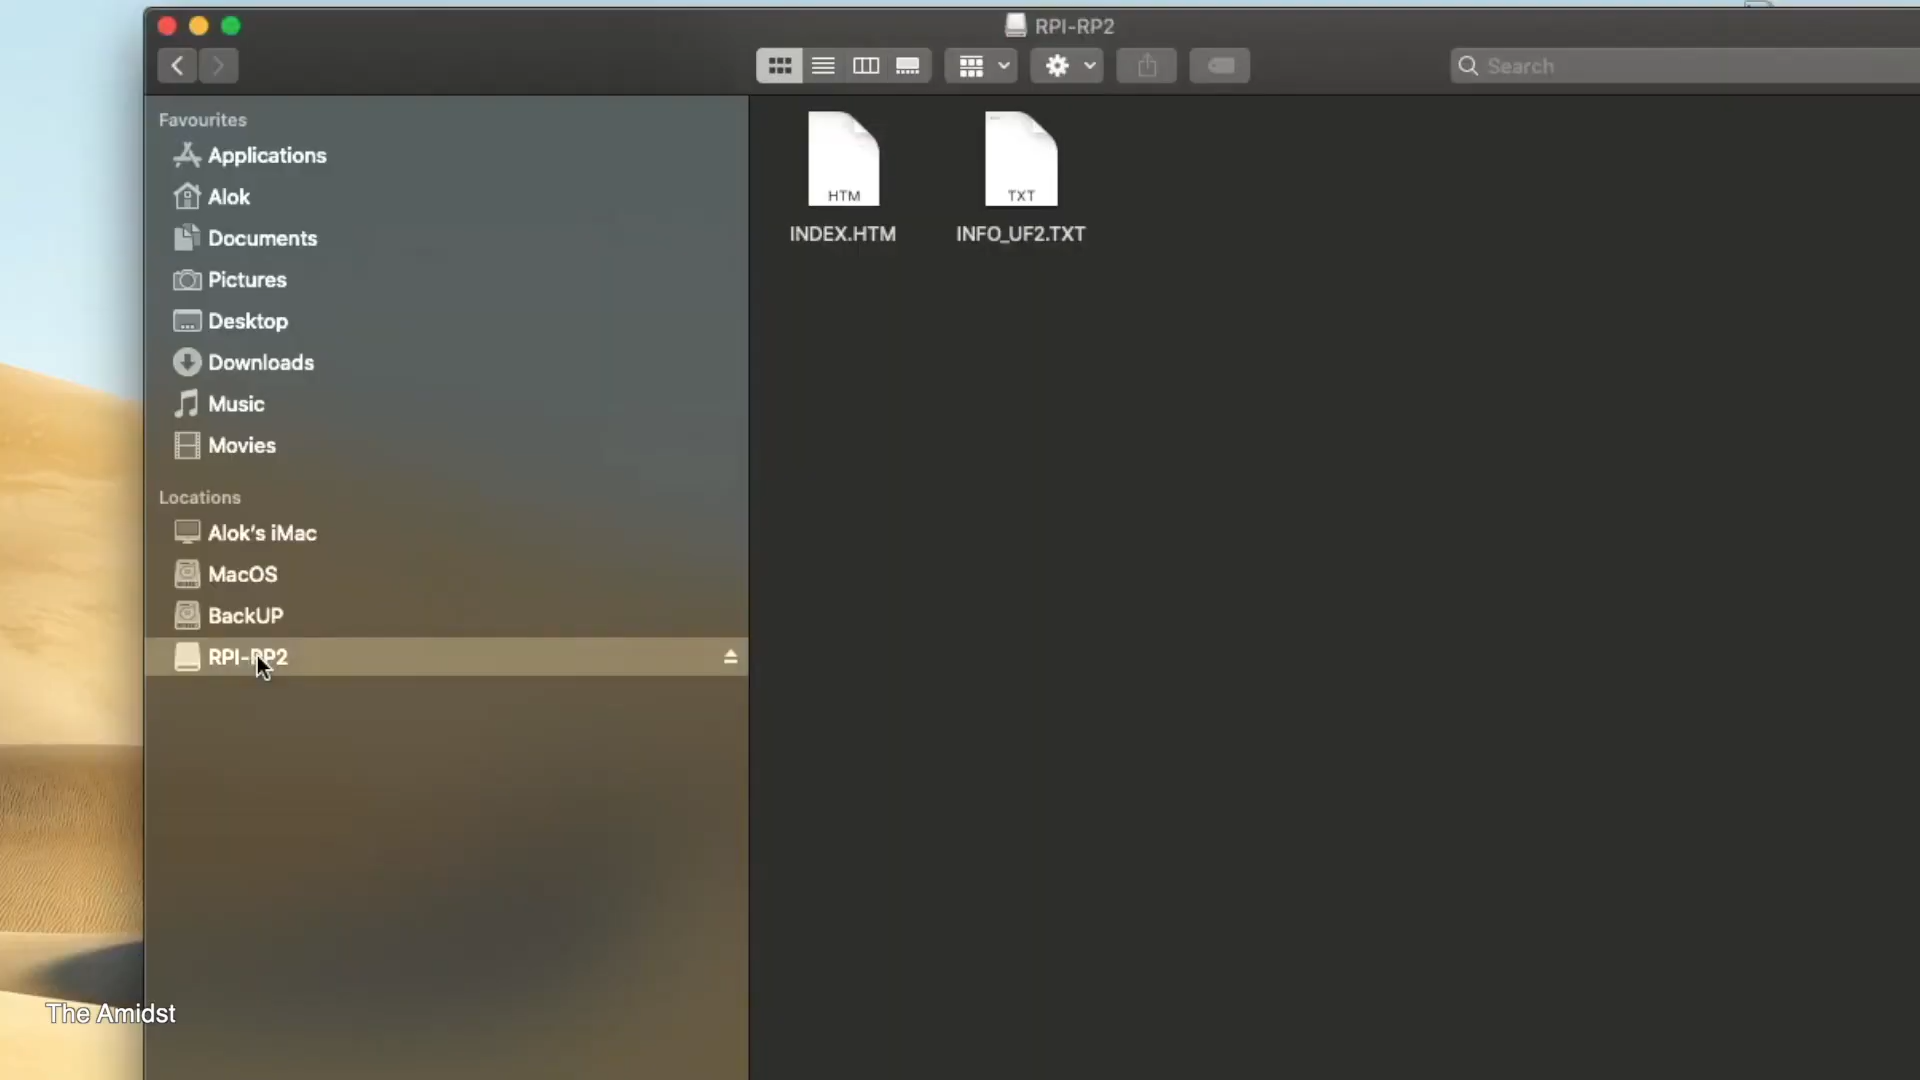 RPI-RP2
Search
Favourites
Applications
Alok
Documents
Pictures
Desktop
Downloads
Music
Movies
Locations
Alok's iMac
MacOS
BackUP
RPI-RP2
HTM
INDEX.HTM
TXT
INFO_UF2.TXT
The Amidst